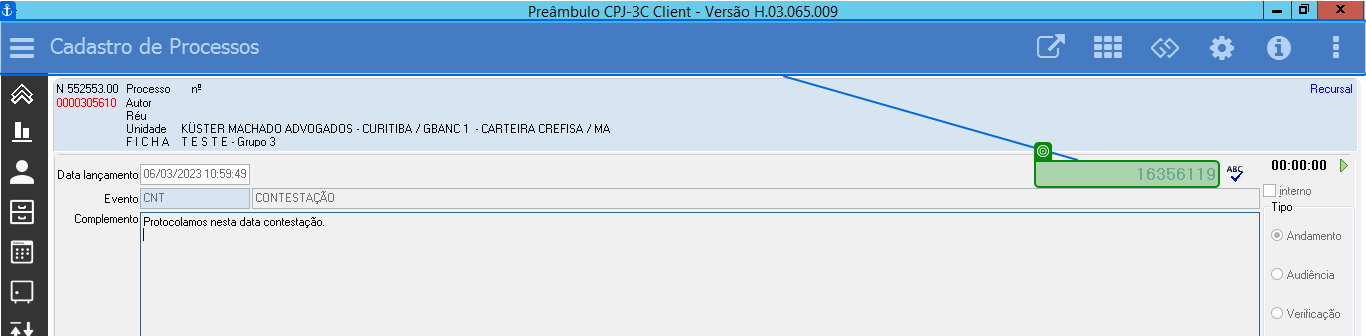 Preâmbulo CPJ-3C Client - Versão H.03.065.009
Cadastro de Processos
N 552553.00 Processo nº Recursal
0000305610 Autor
Réu
Unidade KÜSTER MACHADO ADVOGADOS - CURITIBA / GBANC 1 - CARTEIRA CREFISA / MA
F I C H A T E S T E - Grupo 3
Data lançamento 06/03/2023 10:59:49 16356119 ABC 00:00:00
Evento CNT CONTESTAÇÃO interno
Complemento Protocolamos nesta data contestação. Tipo
Andamento
Audiência
Verificação